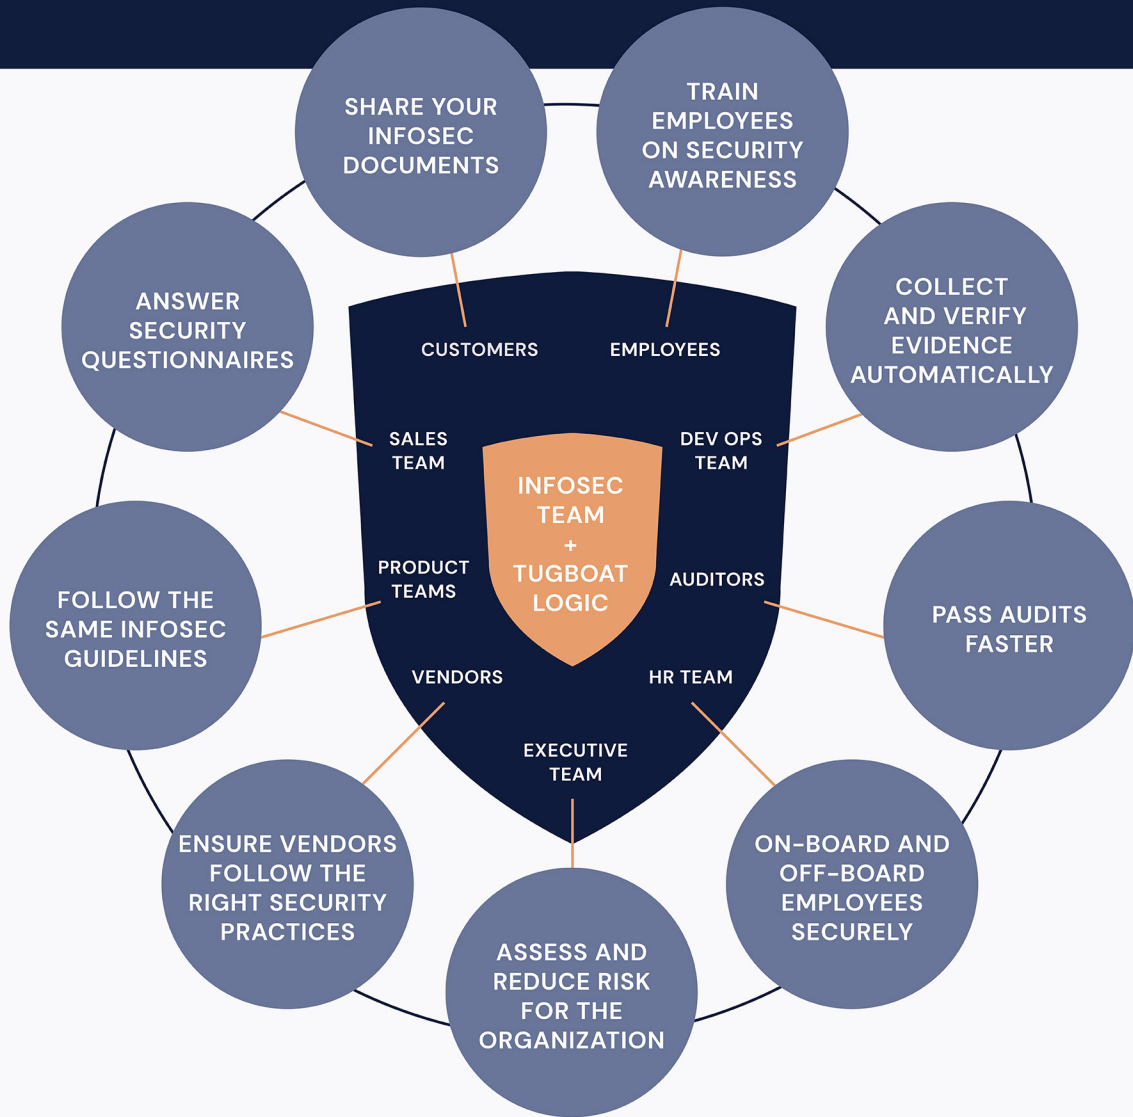 SHARE YOUR
INFOSEC
DOCUMENTS
TRAIN
EMPLOYEES
ON SECURITY
AWARENESS
ANSWER
SECURITY
QUESTIONNAIRES
COLLECT
AND VERIFY
EVIDENCE
AUTOMATICALLY
CUSTOMERS
EMPLOYEES
SALES
TEAM
DEV OPS
TEAM
INFOSEC
TEAM
+
TUGBOAT
LOGIC
PRODUCT
TEAMS
AUDITORS
FOLLOW THE
SAME INFOSEC
GUIDELINES
PASS AUDITS
FASTER
VENDORS
HR TEAM
EXECUTIVE
TEAM
ENSURE VENDORS
FOLLOW THE
RIGHT SECURITY
PRACTICES
ON-BOARD AND
OFF-BOARD
EMPLOYEES
SECURELY
ASSESS AND
REDUCE RISK
FOR THE
ORGANIZATION